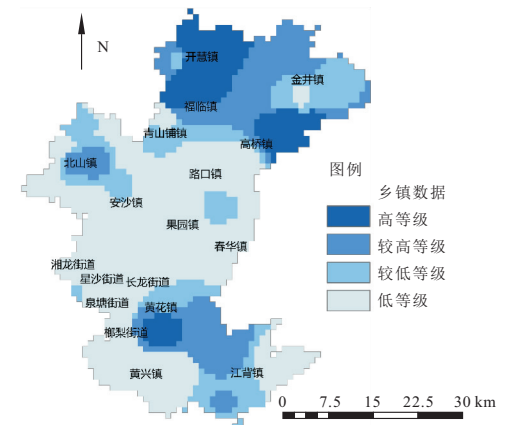 N
开慧镇
金井镇
福临镇
青山铺镇
高桥镇
北山镇
路口镇
安沙镇
果园镇
春华镇
湘龙街道
星沙街道
长龙街道
泉塘街道
黄花镇
㮾梨街道
黄兴镇
江背镇
图例
乡镇数据
高等级
较高等级
较低等级
低等级
0 7.5 15 22.5 30 km